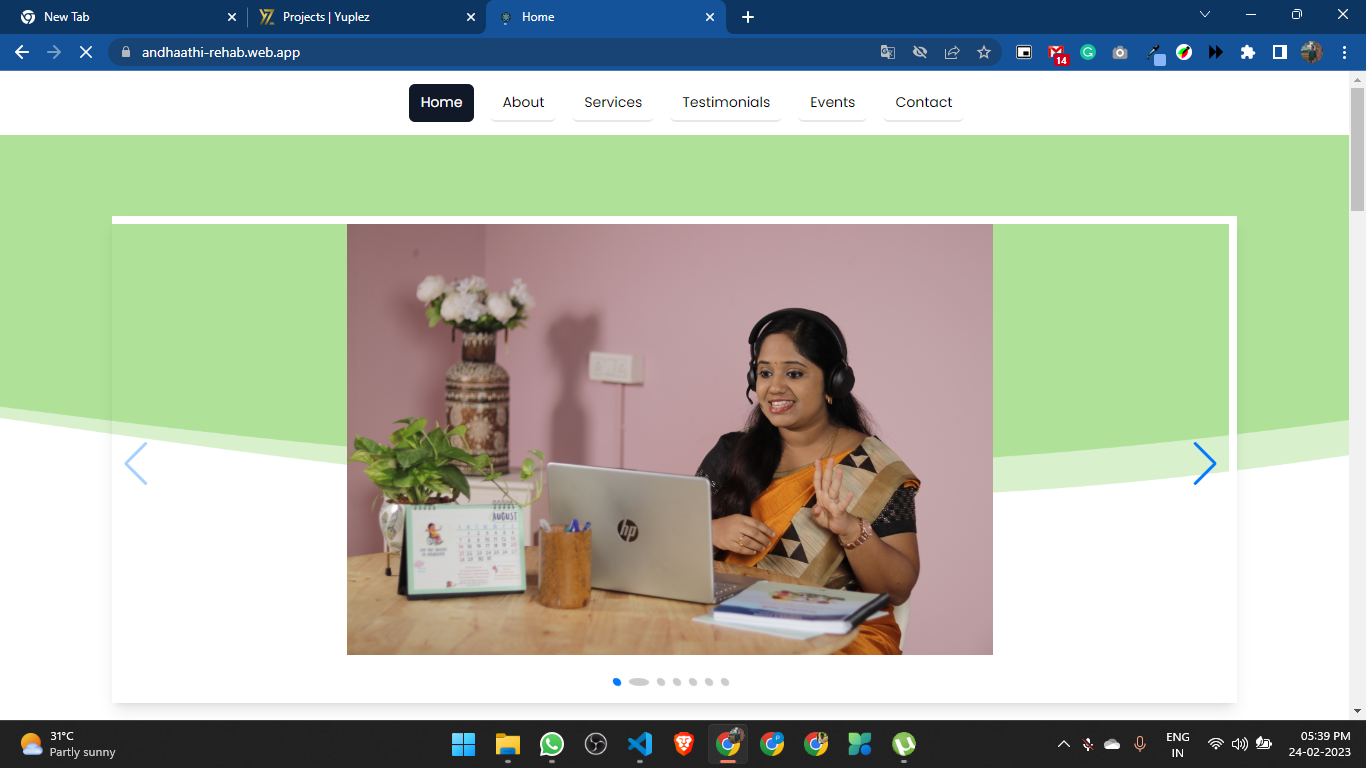 New Tab
Projects | Yuplez
Home
andhaathi-rehab.web.app
14
Home
About
Services
Testimonials
Events
Contact
AUGUST
hp
31°C
Partly sunny
ENG
IN
05:39 PM
24-02-2023